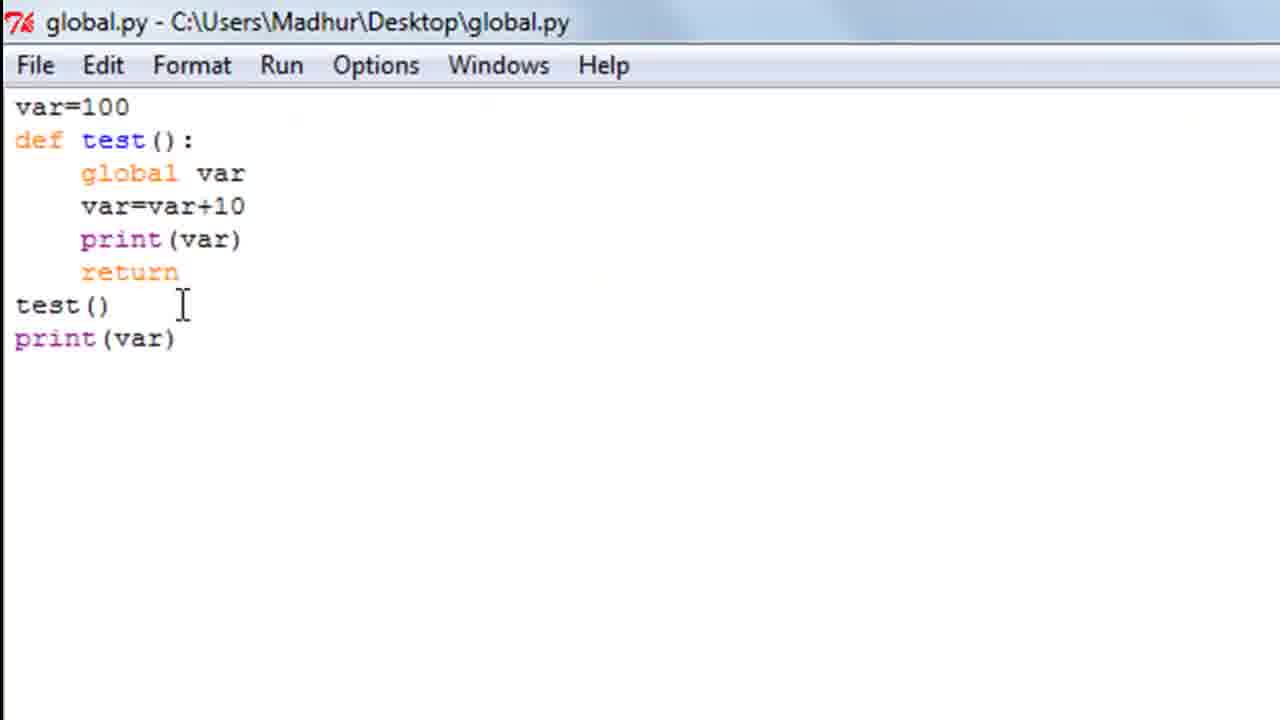 global.py - C:\Users\Madhur\Desktop\global.py
File Edit Format Run Options Windows Help
var=100
def test():
    global var
    var=var+10
    print(var)
    return
test()
print(var)